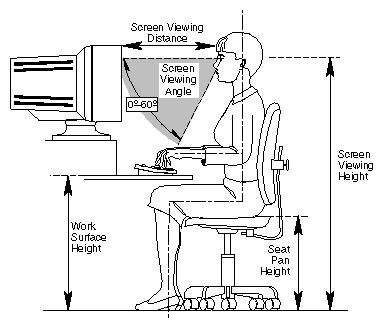 Screen Viewing
Distance
Screen
Viewing
Angle
0º-60º
Screen
Viewing
Height
Work
Surface
Height
Seat
Pan
Height